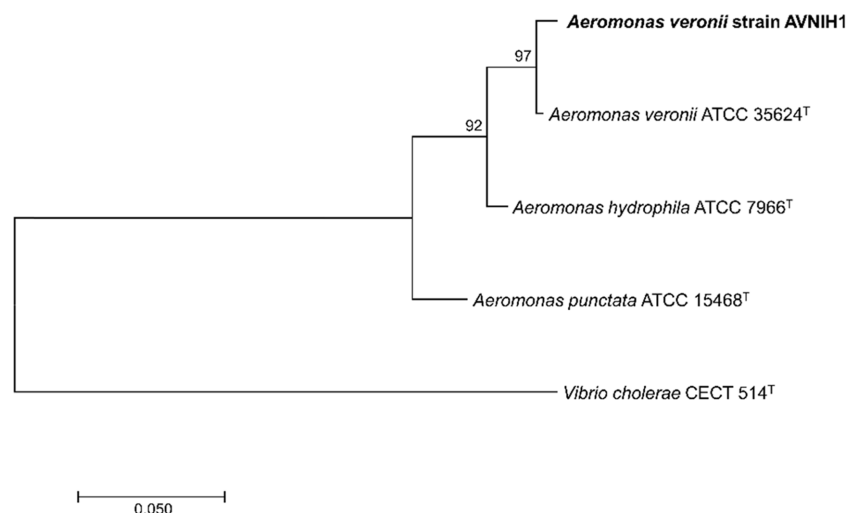 Aeromonas veronii strain AVNIH1
97
Aeromonas veronii ATCC 35624ᵀ
92
Aeromonas hydrophila ATCC 7966ᵀ
Aeromonas punctata ATCC 15468ᵀ
Vibrio cholerae CECT 514ᵀ
0.050